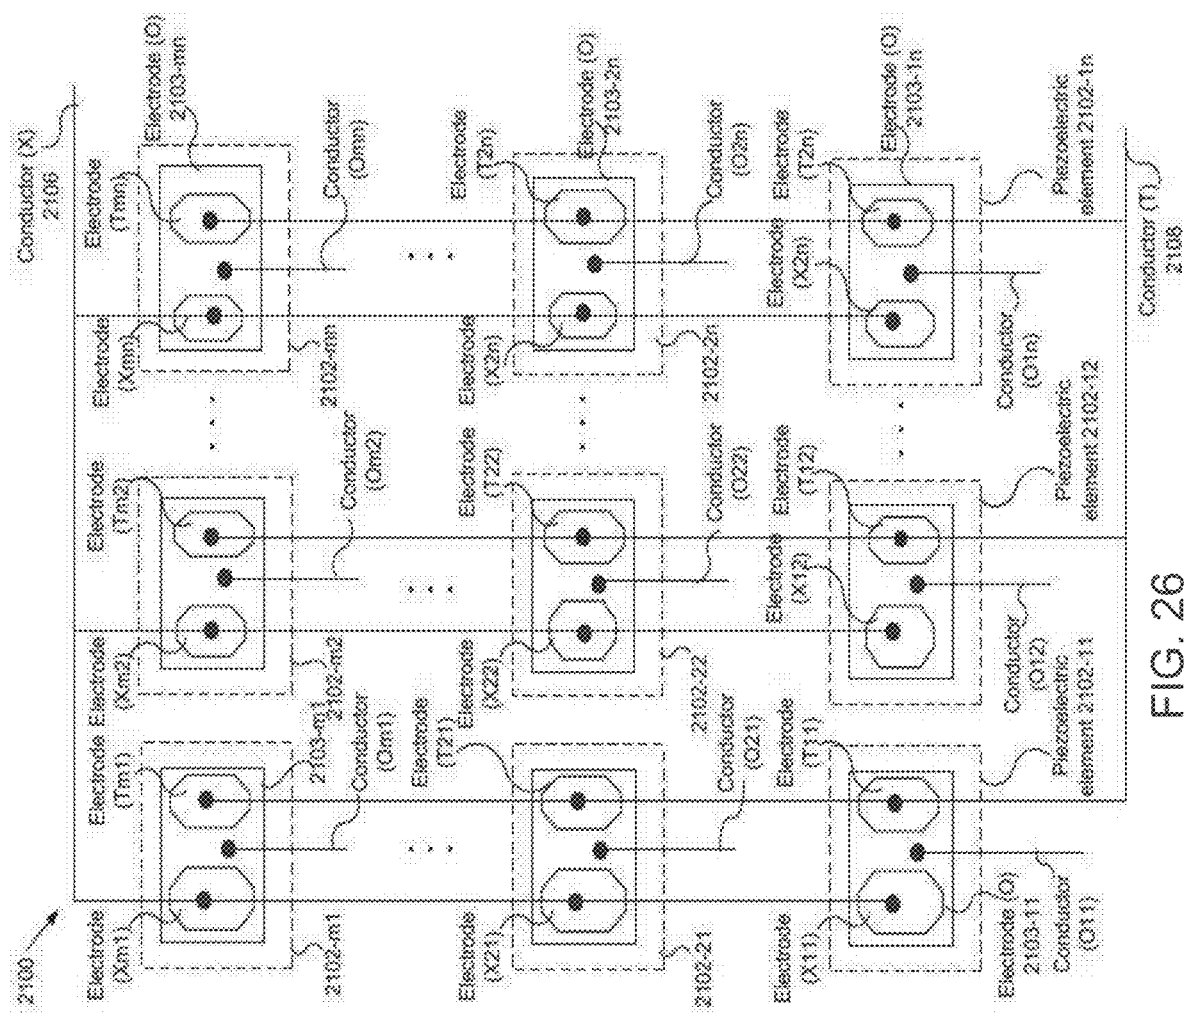 2100
Conductor (X)
2106
Electrode
(Xm1)
Electrode
(Tm1)
Electrode
(Xm2)
Electrode
(Tm2)
Electrode
(Xmn)
Electrode
(Tmn)
Electrode (O)
2103-mn
2102-m1
2103-m1
Conductor
(Om1)
2102-m2
Conductor
(Om2)
2102-mn
Conductor
(Omn)
Electrode
(X21)
Electrode
(T21)
Electrode
(X22)
Electrode
(T22)
Electrode
(X2n)
Electrode
(T2n)
Electrode (O)
2103-2n
2102-21
Conductor
(O21)
2102-22
Conductor
(O22)
2102-2n
Conductor
(O2n)
Electrode
(X11)
Electrode
(T11)
Electrode
(X12)
Electrode
(T12)
Electrode
(X2n)
Electrode
(T2n)
Electrode (O)
2103-1n
Electrode (O)
2103-11
Conductor
(O11)
Piezoelectric
element 2102-11
Conductor
(O12)
Piezoelectric
element 2102-12
Conductor
(O1n)
Piezoelectric
element 2102-1n
Conductor (T)
2108
FIG. 26